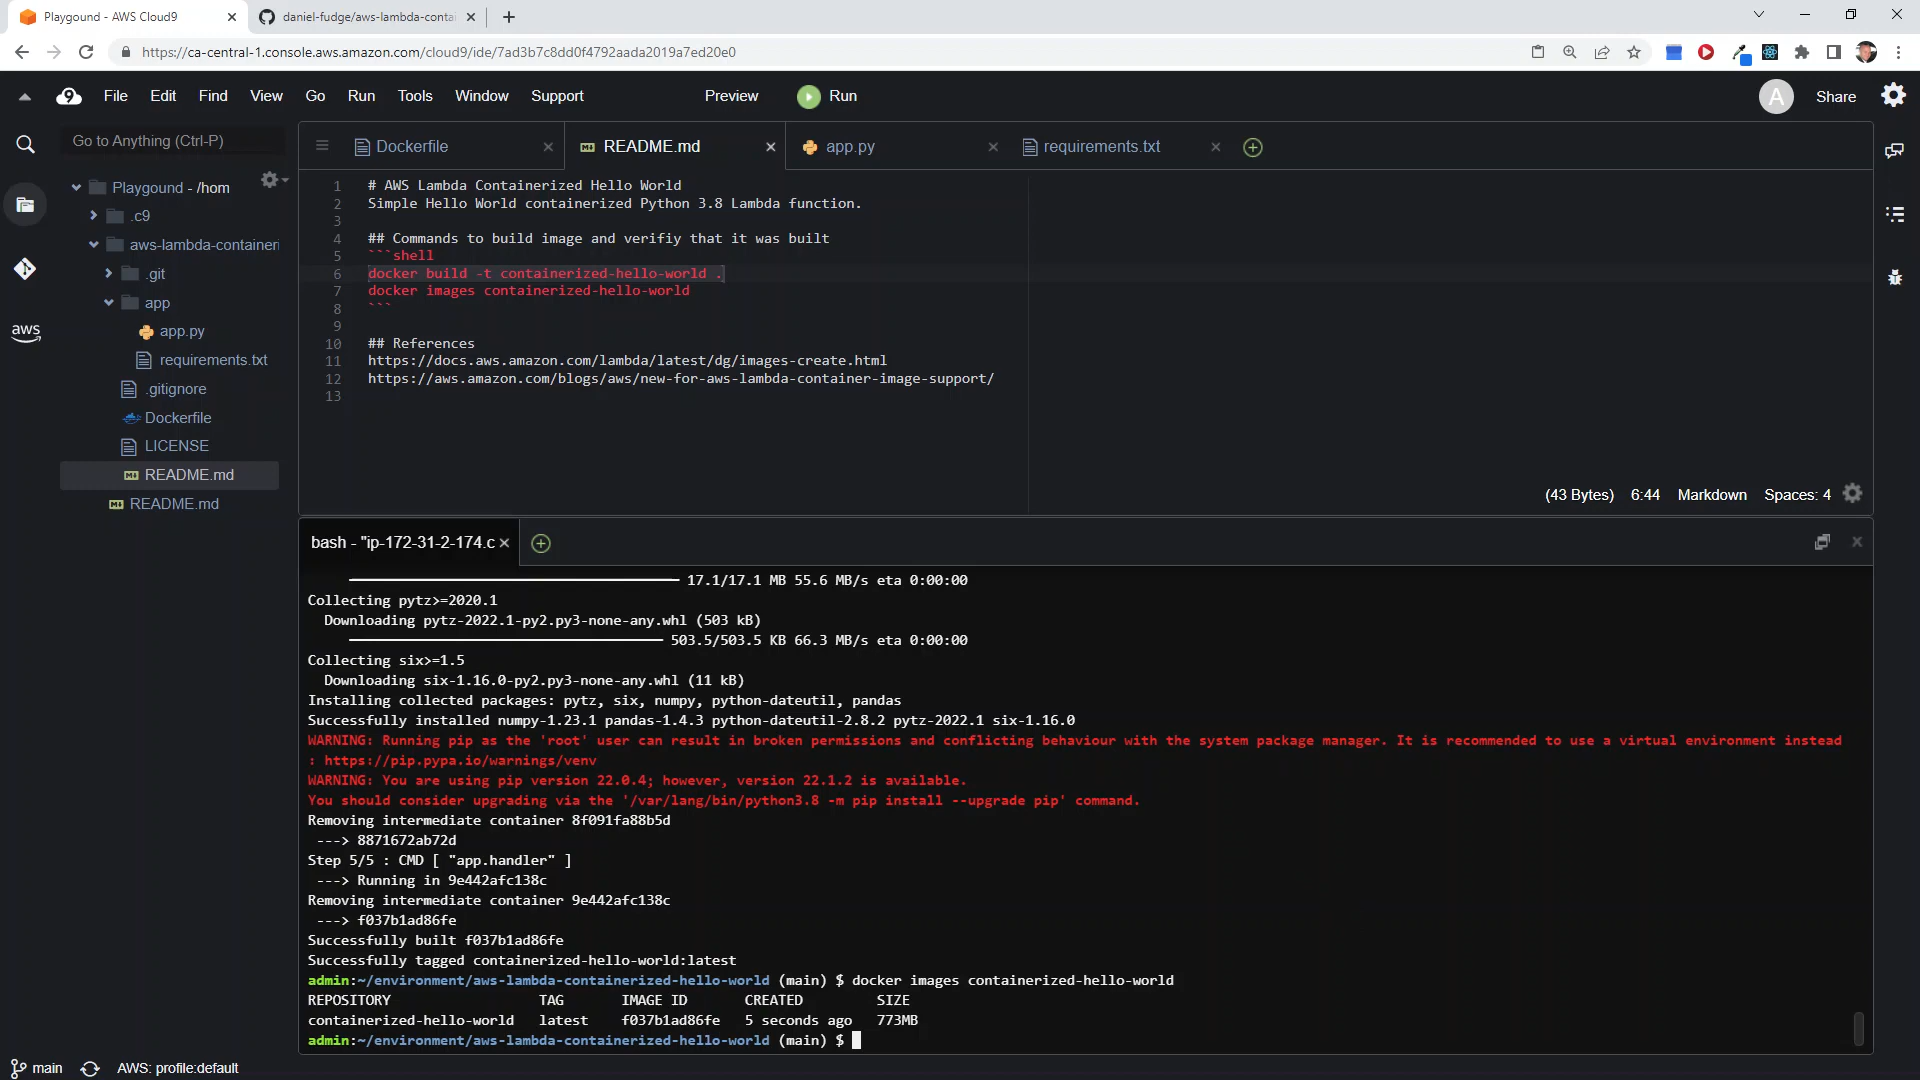 Playgound - AWS Cloud9
daniel-fudge/aws-lambda-contai
https://ca-central-1.console.aws.amazon.com/cloud9/ide/7ad3b7c8dd0f4792aada2019a7ed20e0
File Edit Find View Go Run Tools Window Support Preview Run
A Share
Go to Anything (Ctrl-P)
Playgound - /hom
.c9
aws-lambda-containeri
.git
app
app.py
requirements.txt
.gitignore
Dockerfile
LICENSE
README.md
README.md
aws
Dockerfile README.md app.py requirements.txt
1 # AWS Lambda Containerized Hello World
2 Simple Hello World containerized Python 3.8 Lambda function.
3
4 ## Commands to build image and verifiy that it was built
5 ```shell
6 docker build -t containerized-hello-world .
7 docker images containerized-hello-world
8 ```
9
10 ## References
11 https://docs.aws.amazon.com/lambda/latest/dg/images-create.html
12 https://aws.amazon.com/blogs/aws/new-for-aws-lambda-container-image-support/
13
(43 Bytes) 6:44 Markdown Spaces: 4
bash - "ip-172-31-2-174.c
17.1/17.1 MB 55.6 MB/s eta 0:00:00
Collecting pytz>=2020.1
Downloading pytz-2022.1-py2.py3-none-any.whl (503 kB)
503.5/503.5 KB 66.3 MB/s eta 0:00:00
Collecting six>=1.5
Downloading six-1.16.0-py2.py3-none-any.whl (11 kB)
Installing collected packages: pytz, six, numpy, python-dateutil, pandas
Successfully installed numpy-1.23.1 pandas-1.4.3 python-dateutil-2.8.2 pytz-2022.1 six-1.16.0
WARNING: Running pip as the 'root' user can result in broken permissions and conflicting behaviour with the system package manager. It is recommended to use a virtual environment instead
: https://pip.pypa.io/warnings/venv
WARNING: You are using pip version 22.0.4; however, version 22.1.2 is available.
You should consider upgrading via the '/var/lang/bin/python3.8 -m pip install --upgrade pip' command.
Removing intermediate container 8f091fa88b5d
---> 8871672ab72d
Step 5/5 : CMD [ "app.handler" ]
---> Running in 9e442afc138c
Removing intermediate container 9e442afc138c
---> f037b1ad86fe
Successfully built f037b1ad86fe
Successfully tagged containerized-hello-world:latest
admin:~/environment/aws-lambda-containerized-hello-world (main) $ docker images containerized-hello-world
REPOSITORY TAG IMAGE ID CREATED SIZE
containerized-hello-world latest f037b1ad86fe 5 seconds ago 773MB
admin:~/environment/aws-lambda-containerized-hello-world (main) $
main AWS: profile:default